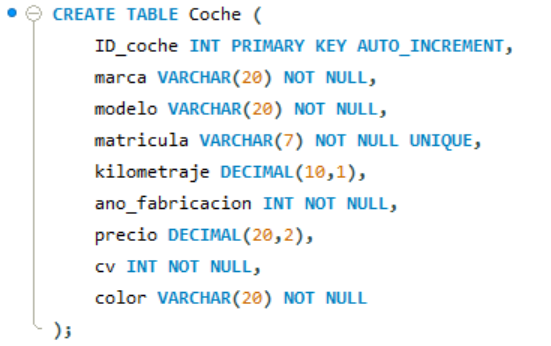 CREATE TABLE Coche (
ID_coche INT PRIMARY KEY AUTO_INCREMENT,
marca VARCHAR(20) NOT NULL,
modelo VARCHAR(20) NOT NULL,
matricula VARCHAR(7) NOT NULL UNIQUE,
kilometraje DECIMAL(10,1),
ano_fabricacion INT NOT NULL,
precio DECIMAL(20,2),
cv INT NOT NULL,
color VARCHAR(20) NOT NULL
);